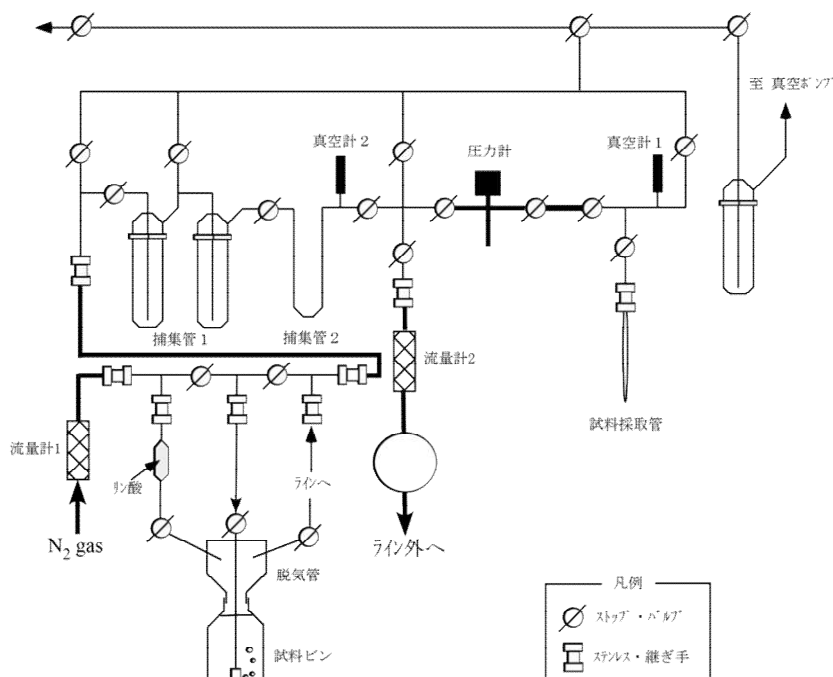 至 真空ポンプ
真空計2
圧力計
真空計1
捕集管1
捕集管2
流量計2
試料採取管
流量計1
リン酸
ラインへ
N2 gas
ライン外へ
脱気管
凡例
ストップ・バルブ
試料ビン
ステンレス・継ぎ手